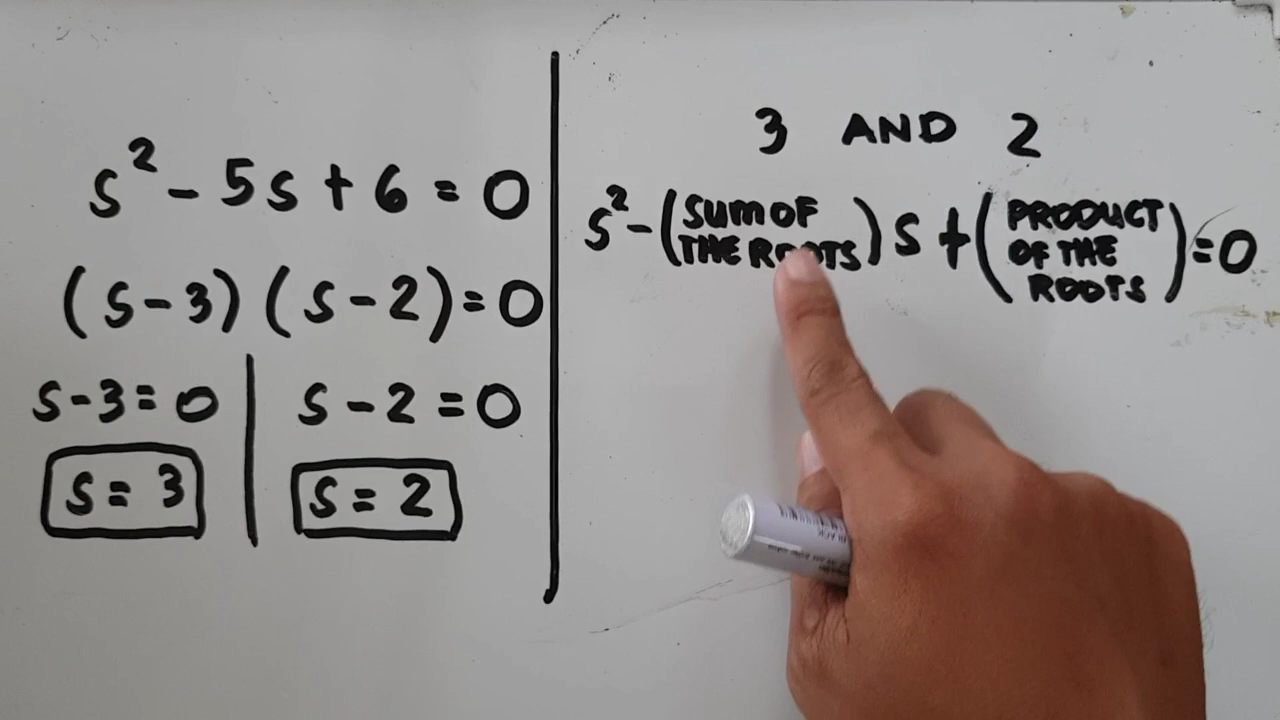 s² - 5s + 6 = 0
(s - 3) (s - 2) = 0
s - 3 = 0 | s - 2 = 0
s = 3 | s = 2
3 AND 2
s² - (SUM OF THE ROOTS) s + (PRODUCT OF THE ROOTS) = 0
BLACK